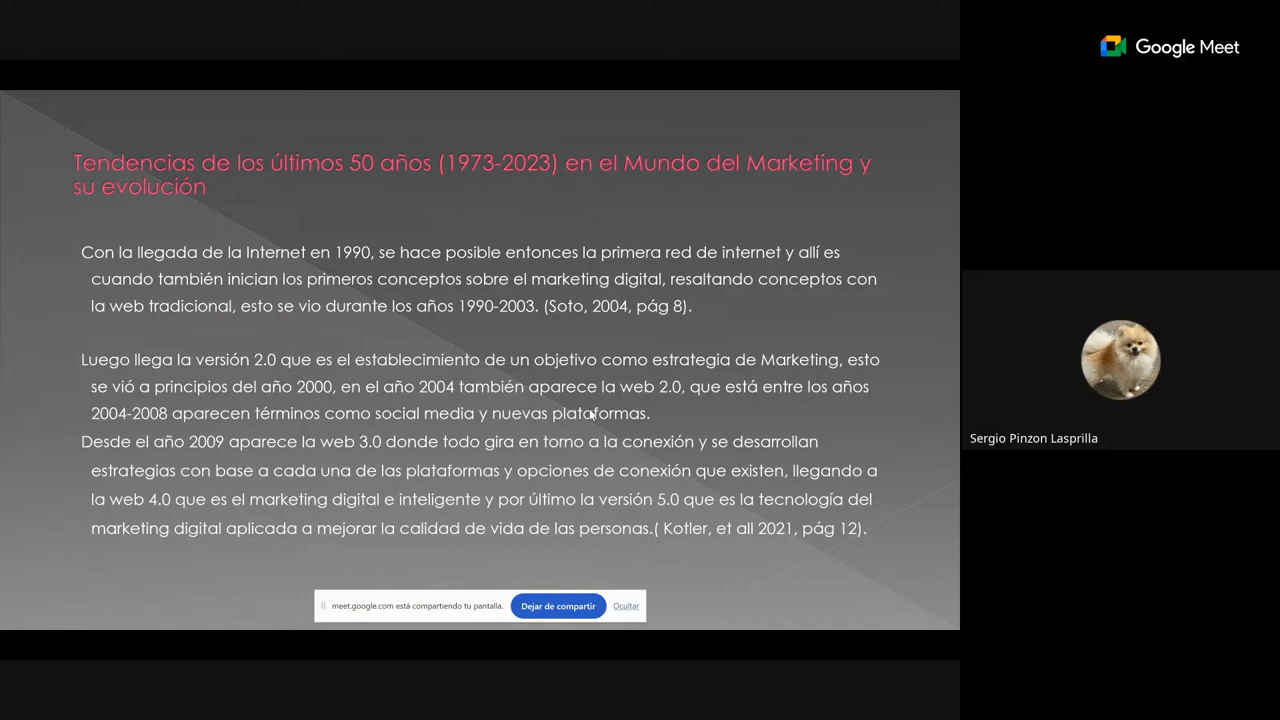 Google Meet
Tendencias de los últimos 50 años (1973-2023) en el Mundo del Marketing y
su evolución
Con la llegada de la Internet en 1990, se hace posible entonces la primera red de internet y allí es
cuando también inician los primeros conceptos sobre el marketing digital, resaltando conceptos con
la web tradicional, esto se vio durante los años 1990-2003. (Soto, 2004, pág 8).
Luego llega la versión 2.0 que es el establecimiento de un objetivo como estrategia de Marketing, esto
se vió a principios del año 2000, en el año 2004 también aparece la web 2.0, que está entre los años
2004-2008 aparecen términos como social media y nuevas plataformas.
Desde el año 2009 aparece la web 3.0 donde todo gira en torno a la conexión y se desarrollan
estrategias con base a cada una de las plataformas y opciones de conexión que existen, llegando a
la web 4.0 que es el marketing digital e inteligente y por último la versión 5.0 que es la tecnología del
marketing digital aplicada a mejorar la calidad de vida de las personas.( Kotler, et all 2021, pág 12).
meet.google.com está compartiendo tu pantalla. Dejar de compartir Ocultar
Sergio Pinzon Lasprilla